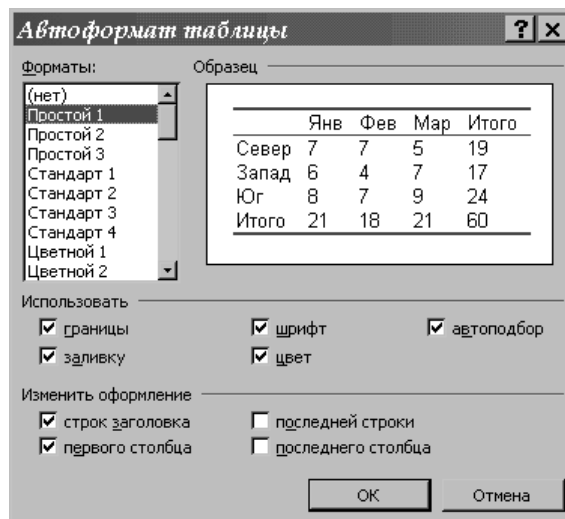 Автоформат таблицы ? ×
Форматы: Образец
(нет)
Простой 1
Простой 2
Простой 3
Стандарт 1
Стандарт 2
Стандарт 3
Стандарт 4
Цветной 1
Цветной 2
Янв Фев Мар Итого
Север 7 7 5 19
Запад 6 4 7 17
Юг 8 7 9 24
Итого 21 18 21 60
Использовать
границы шрифт автоподбор
заливку цвет
Изменить оформление
строк заголовка последней строки
первого столбца последнего столбца
ОК Отмена